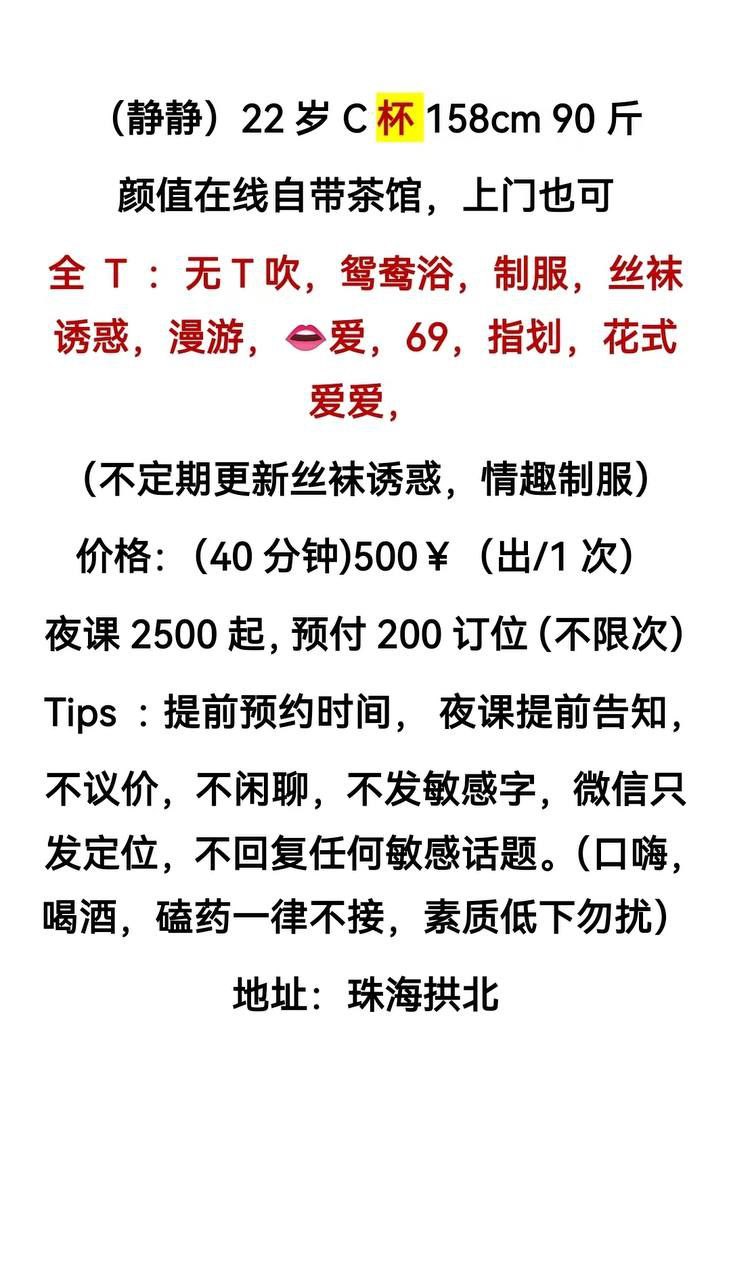 （静静）22 岁 C 杯 158cm 90 斤
颜值在线自带茶馆，上门也可
全 T ：无 T 吹，鸳鸯浴，制服，丝袜
诱惑，漫游，👄爱，69，指划，花式
爱爱，
（不定期更新丝袜诱惑，情趣制服）
价格：（40 分钟)500￥（出/1 次）
夜课 2500 起, 预付 200 订位（不限次）
Tips ：提前预约时间， 夜课提前告知，
不议价，不闲聊，不发敏感字，微信只
发定位，不回复任何敏感话题。（口嗨，
喝酒，磕药一律不接，素质低下勿扰）
地址：珠海拱北